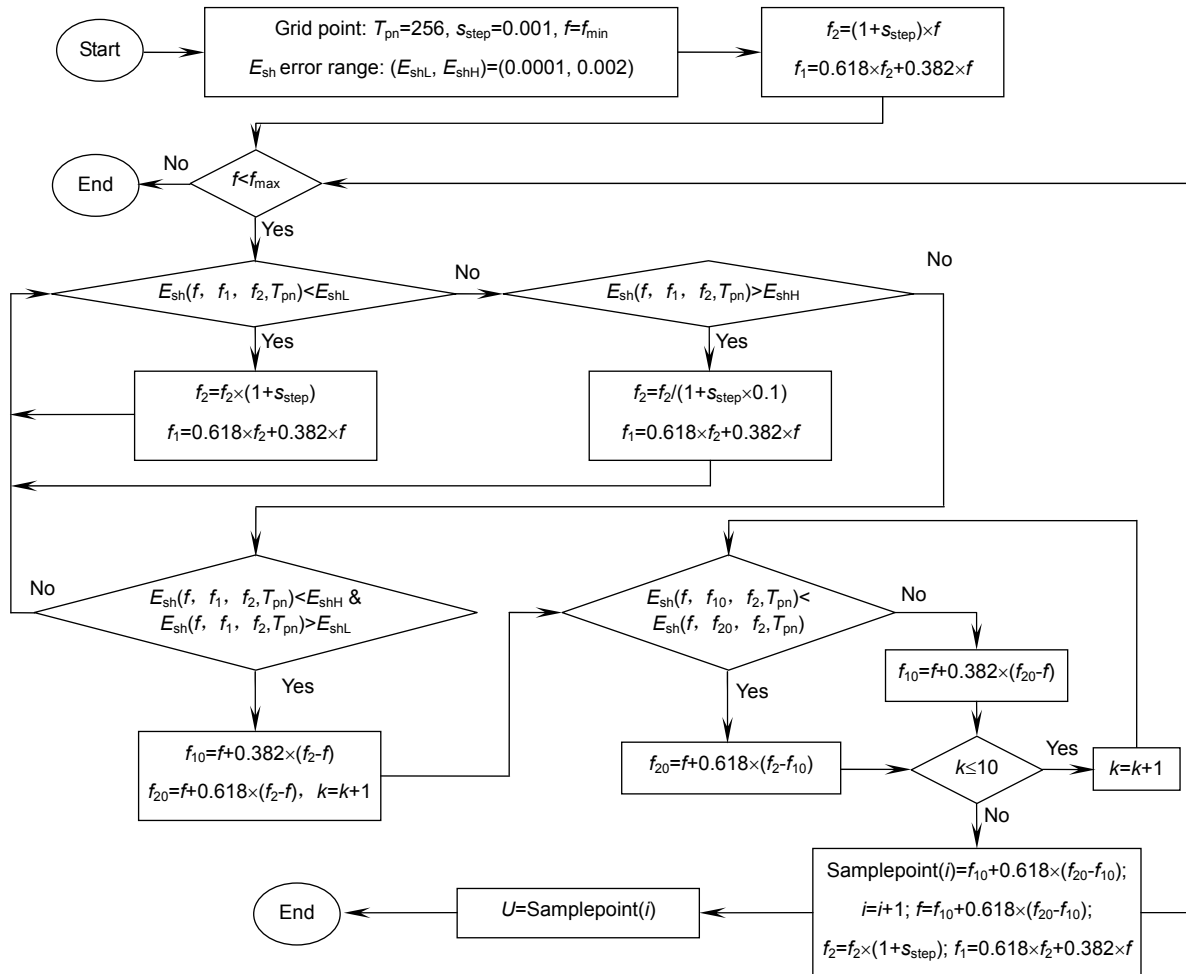 Start
Grid point: Tpn=256, sstep=0.001, f=fmin
Esh error range: (EshL, EshH)=(0.0001, 0.002)
f2=(1+sstep)×f
f1=0.618×f2+0.382×f
End
No
f<fmax
Yes
Esh(f, f1, f2,Tpn)<EshL
No
Esh(f, f1, f2,Tpn)>EshH
No
Yes
Yes
f2=f2×(1+sstep)
f1=0.618×f2+0.382×f
f2=f2/(1+sstep×0.1)
f1=0.618×f2+0.382×f
No
Esh(f, f1, f2,Tpn)<EshH &
Esh(f, f1, f2,Tpn)>EshL
Yes
Esh(f, f10, f2,Tpn)<
Esh(f, f20, f2,Tpn)
No
Yes
f10=f+0.382×(f20-f)
f10=f+0.382×(f2-f)
f20=f+0.618×(f2-f), k=k+1
f20=f+0.618×(f2-f10)
k≤10
Yes
k=k+1
No
Samplepoint(i)=f10+0.618×(f20-f10);
i=i+1; f=f10+0.618×(f20-f10);
f2=f2×(1+sstep); f1=0.618×f2+0.382×f
U=Samplepoint(i)
End